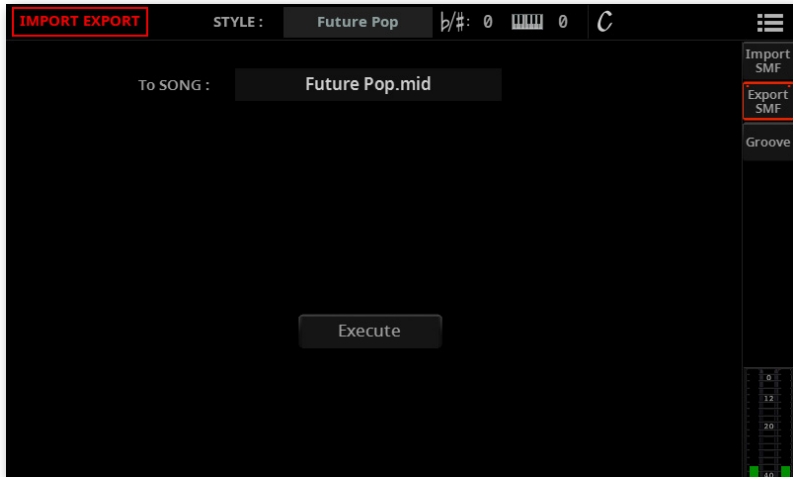 IMPORT EXPORT STYLE : Future Pop ♭/♯: 0 0 C
Import
SMF
To SONG : Future Pop.mid
Export
SMF
Groove
Execute
0
12
20
40